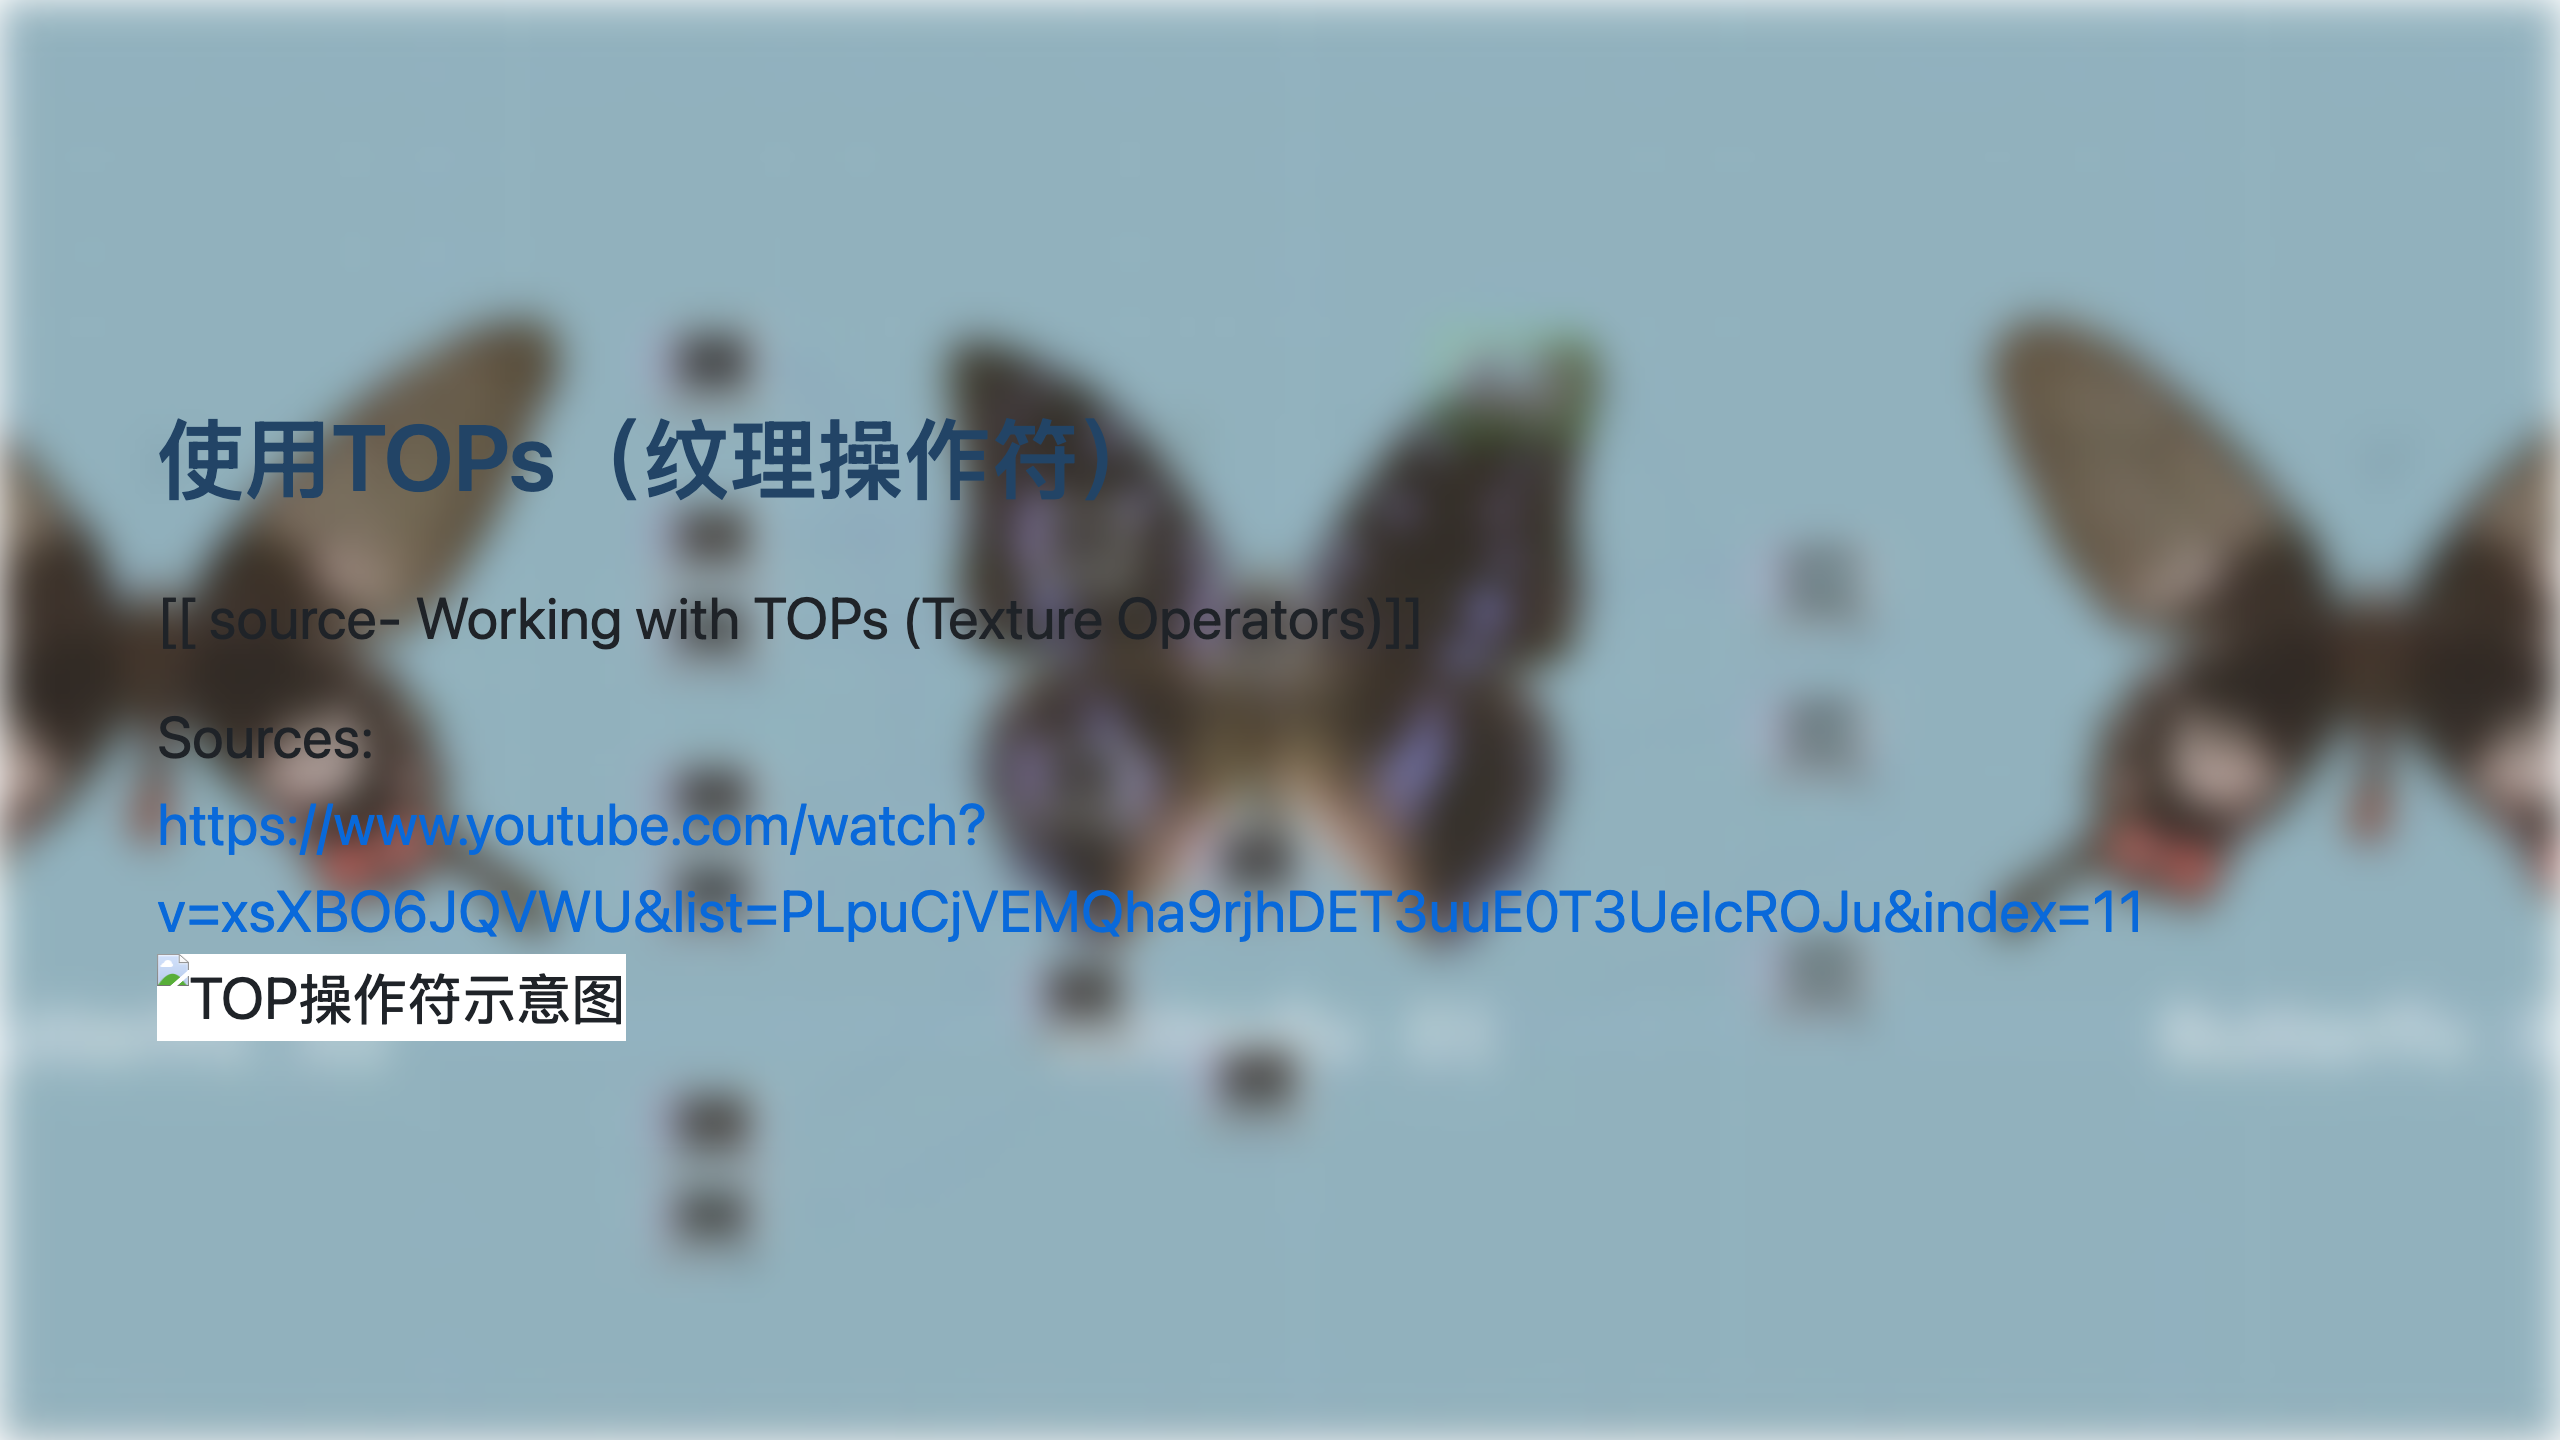 使用TOPs（纹理操作符）
[[ source- Working with TOPs (Texture Operators)]]
Sources:
https://www.youtube.com/watch?
v=xsXBO6JQVWU&list=PLpuCjVEMQha9rjhDET3uuE0T3UelcROJu&index=11
TOP操作符示意图